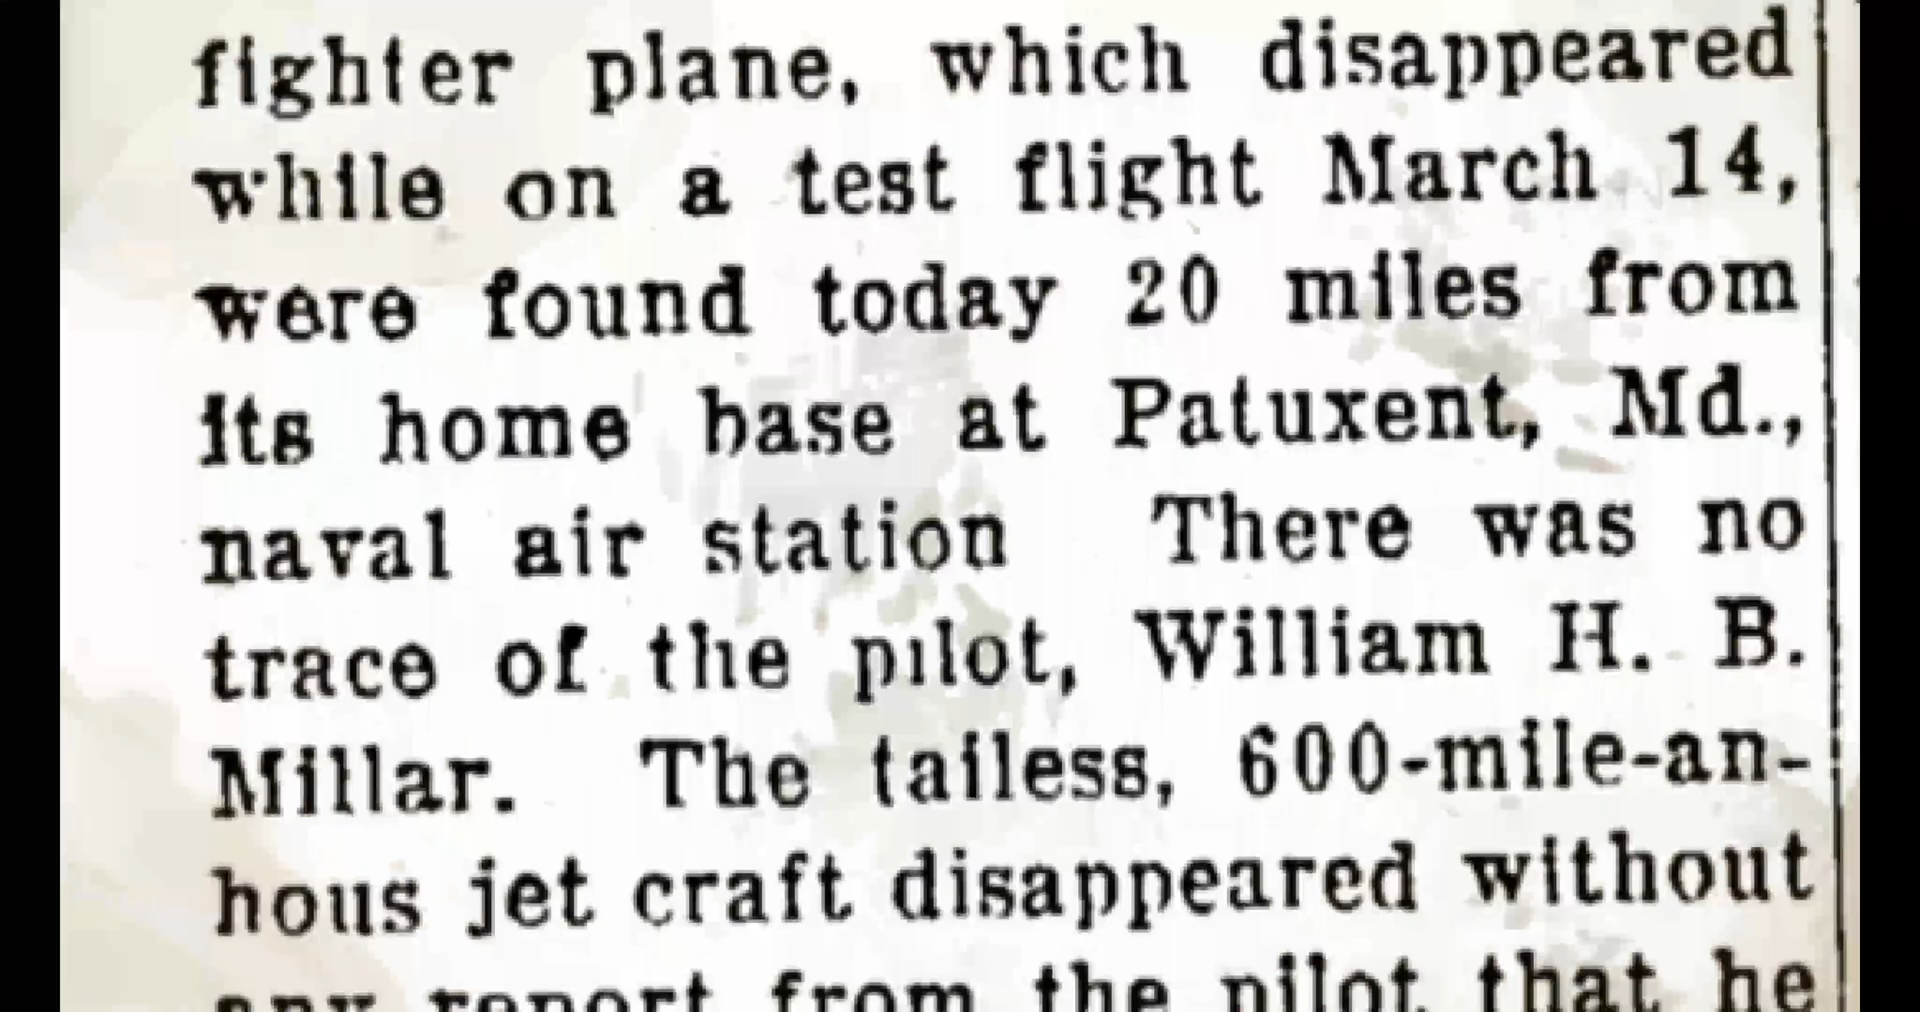 fighter plane, which disappeared
while on a test flight March 14,
were found today 20 miles from
its home base at Patuxent, Md.,
naval air station There was no
trace of the pilot, William H. B.
Millar. The tailess, 600-mile-an-
hous jet craft disappeared without
any report from the pilot that he